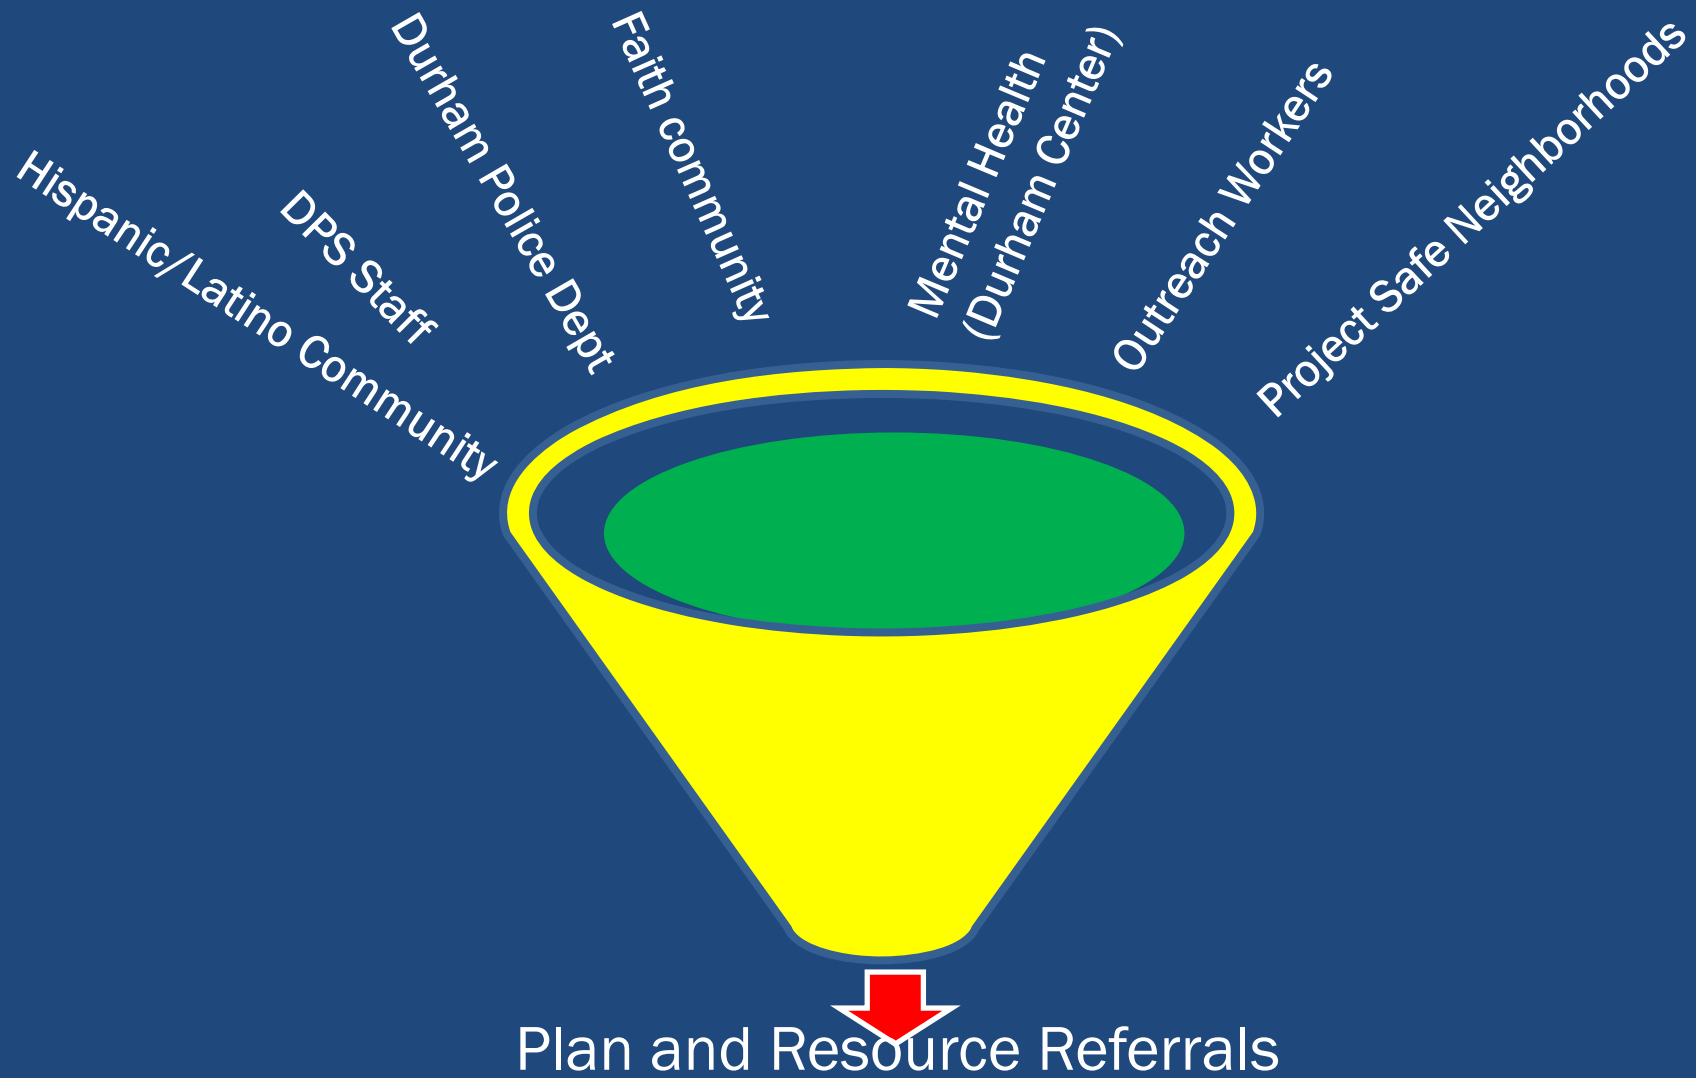 Hispanic/Latino Community
DPS Staff
Durham Police Dept
Faith community
Mental Health
(Durham Center)
Outreach Workers
Project Safe Neighborhoods
Plan and Resource Referrals